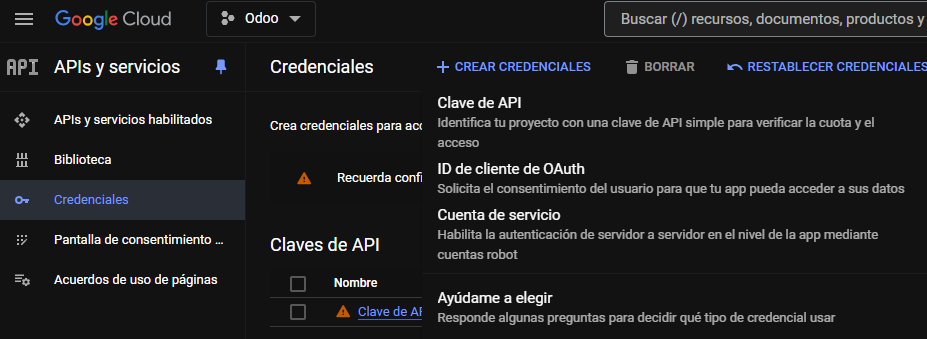 Google Cloud
Odoo
Buscar (/) recursos, documentos, productos y
API
APIs y servicios
Credenciales
CREAR CREDENCIALES
BORRAR
RESTABLECER CREDENCIALES
APIs y servicios habilitados
Biblioteca
Credenciales
Pantalla de consentimiento ...
Acuerdos de uso de páginas
Crea credenciales para acc
Recuerda confi
Claves de API
Nombre
Clave de AP
Clave de API
Identifica tu proyecto con una clave de API simple para verificar la cuota y el
acceso
ID de cliente de OAuth
Solicita el consentimiento del usuario para que tu app pueda acceder a sus datos
Cuenta de servicio
Habilita la autenticación de servidor a servidor en el nivel de la app mediante
cuentas robot
Ayúdame a elegir
Responde algunas preguntas para decidir qué tipo de credencial usar